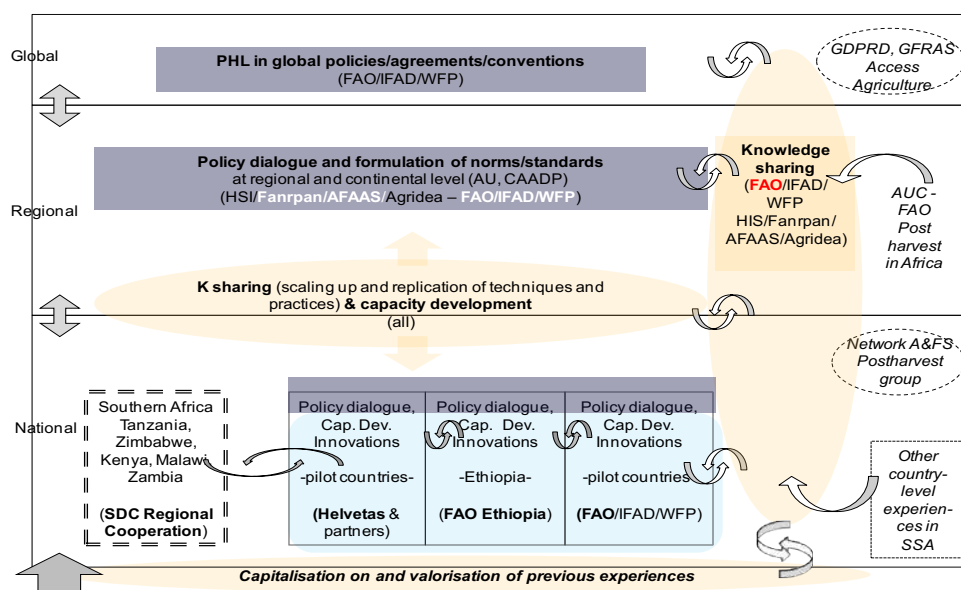 Global
PHL in global policies/agreements/conventions
(FAO/IFAD/WFP)
GDPRD, GFRAS
Access
Agriculture
Regional
Policy dialogue and formulation of norms/standards
at regional and continental level (AU, CAADP)
(HSI/Fanrpan/AFAAS/Agridea – FAO/IFAD/WFP)
Knowledge
sharing
(FAO/IFAD/
WFP
HIS/Fanrpan/
AFAAS/Agridea)
AUC -
FAO
Post
harvest
in Africa
K sharing (scaling up and replication of techniques and
practices) & capacity development
(all)
National
Network A&FS
Postharvest
group
Southern Africa
Tanzania,
Zimbabwe,
Kenya, Malawi
Zambia
(SDC Regional
Cooperation)
Policy dialogue,
Cap. Dev.
Innovations
-pilot countries-
(Helvetas &
partners)
Policy dialogue,
Cap. Dev.
Innovations
-Ethiopia-
(FAO Ethiopia)
Policy dialogue,
Cap. Dev.
Innovations
-pilot countries
(FAO/IFAD/WFP)
Other
country-
level
experien-
ces in
SSA
Capitalisation on and valorisation of previous experiences